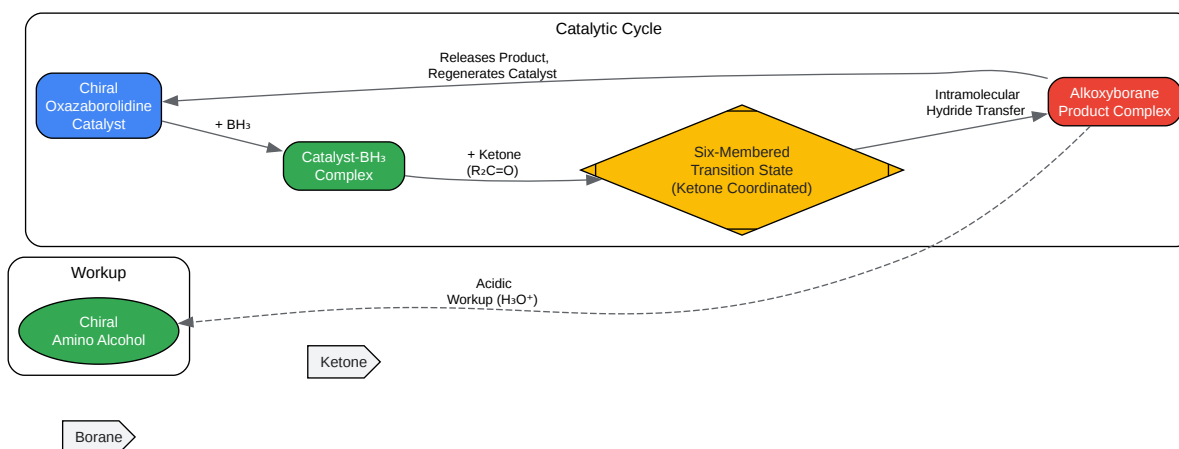 Catalytic Cycle
Releases Product,
Regenerates Catalyst
Chiral
Oxazaborolidine
Catalyst
+ BH₃
Catalyst-BH₃
Complex
+ Ketone
(R₂C=O)
Six-Membered
Transition State
(Ketone Coordinated)
Intramolecular
Hydride Transfer
Alkoxyborane
Product Complex
Workup
Chiral
Amino Alcohol
Acidic
Workup (H₃O⁺)
Ketone
Borane